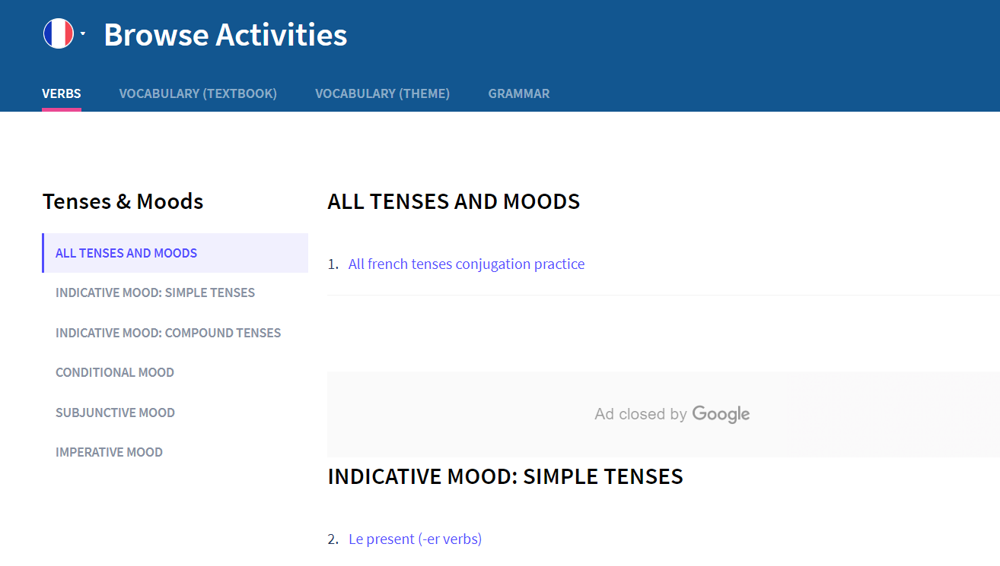 Browse Activities
VERBS
VOCABULARY (TEXTBOOK)
VOCABULARY (THEME)
GRAMMAR
Tenses & Moods
ALL TENSES AND MOODS
INDICATIVE MOOD: SIMPLE TENSES
INDICATIVE MOOD: COMPOUND TENSES
CONDITIONAL MOOD
SUBJUNCTIVE MOOD
IMPERATIVE MOOD
ALL TENSES AND MOODS
1. All french tenses conjugation practice
Ad closed by Google
INDICATIVE MOOD: SIMPLE TENSES
2. Le present (-er verbs)